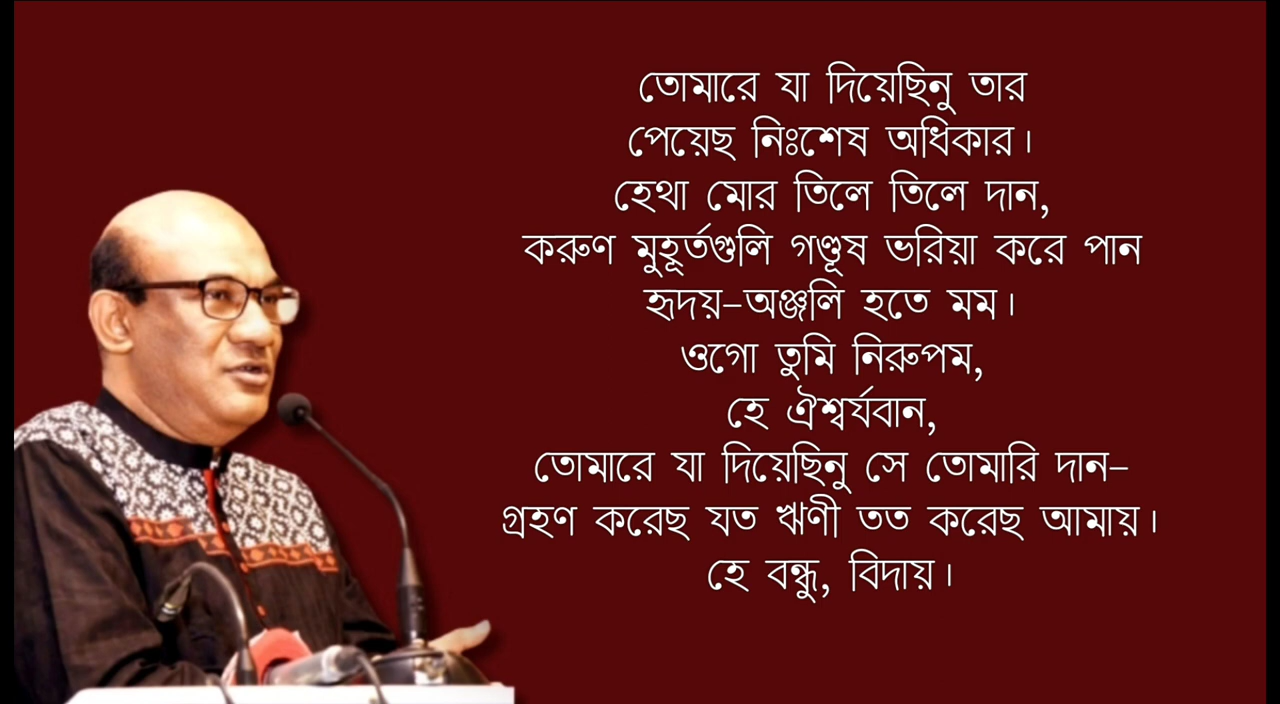 তোমারে যা দিয়েছিনু তার
পেয়েছ নিঃশেষ অধিকার।
হেথা মোর তিলে তিলে দান,
করুণ মুহূর্তগুলি গণ্ডূষ ভরিয়া করে পান
হৃদয়-অঞ্জলি হতে মম।
ওগো তুমি নিরুপম,
হে ঐশ্বর্যবান,
তোমারে যা দিয়েছিনু সে তোমারি দান-
গ্রহণ করেছ যত ঋণী তত করেছ আমায়।
হে বন্ধু, বিদায়।